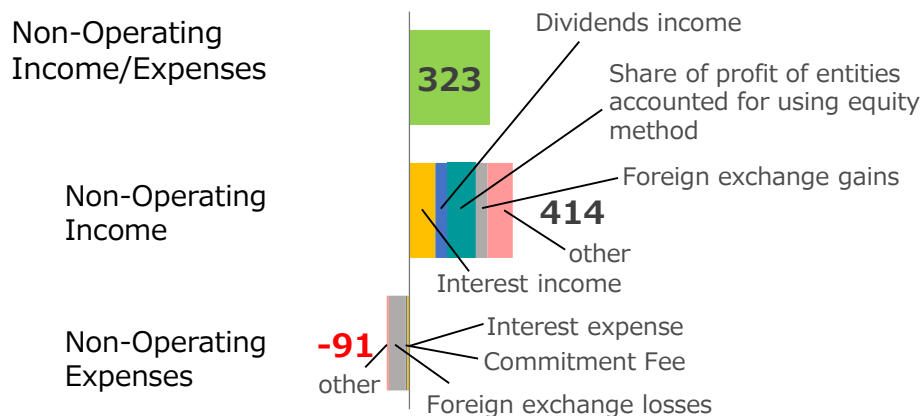 Non-Operating
Income/Expenses
323
Dividends income
Share of profit of entities
accounted for using equity
method
Non-Operating
Income
Foreign exchange gains
414
other
Interest income
Non-Operating
Expenses
-91
other
Interest expense
Commitment Fee
Foreign exchange losses